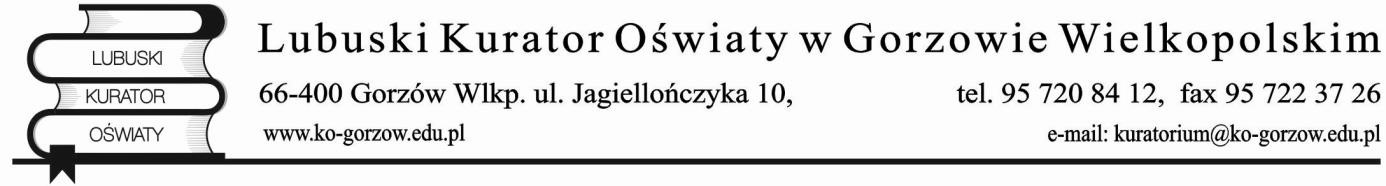 LUBUSKI
KURATOR
OŚWIATY
Lubuski Kurator Oświaty w Gorzowie Wielkopolskim
66-400 Gorzów Wlkp. ul. Jagiellończyka 10, tel. 95 720 84 12, fax 95 722 37 26
www.ko-gorzow.edu.pl e-mail: kuratorium@ko-gorzow.edu.pl